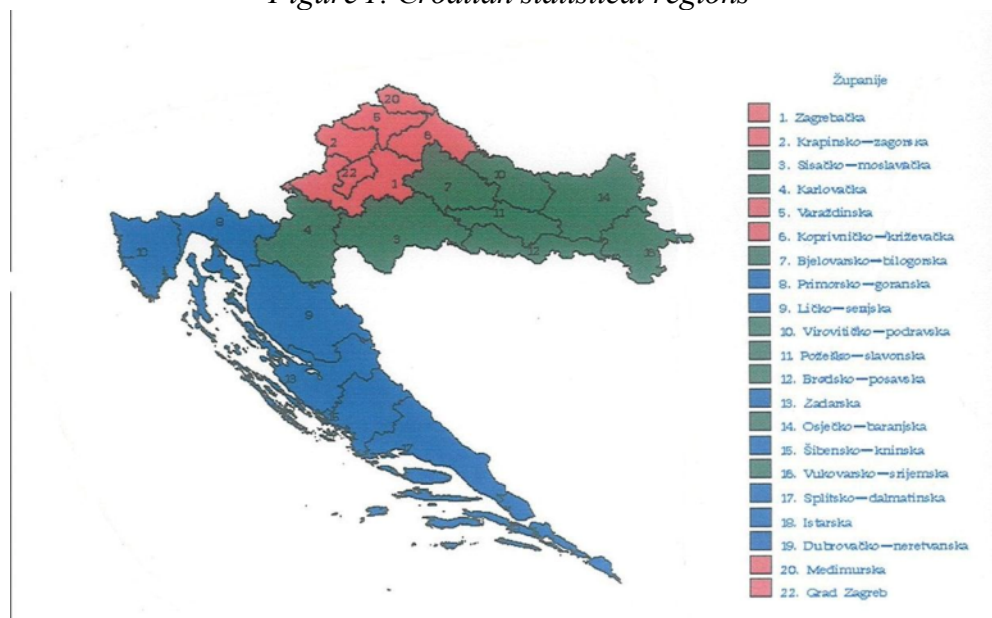 Figure 1: Croatian statistical regions
Županije
1. Zagrebačka
2. Krapinsko—zagorska
3. Sisačko—moslavačka
4. Karlovačka
5. Varaždinska
6. Koprivničko—križevačka
7. Bjelovarsko—bilogorska
8. Primorsko—goranska
9. Ličko—senjska
10. Virovitičko—podravska
11. Požeško—slavonska
12. Brodsko—posavska
13. Zadarska
14. Osječko—baranjska
15. Šibensko—kninska
16. Vukovarsko—srijemska
17. Splitsko—dalmatinska
18. Istarska
19. Dubrovačko—neretvanska
20. Međimurska
22. Grad Zagreb
20
5
2
6
22
1
10
7
14
11
4
3
12
16
8
9
13